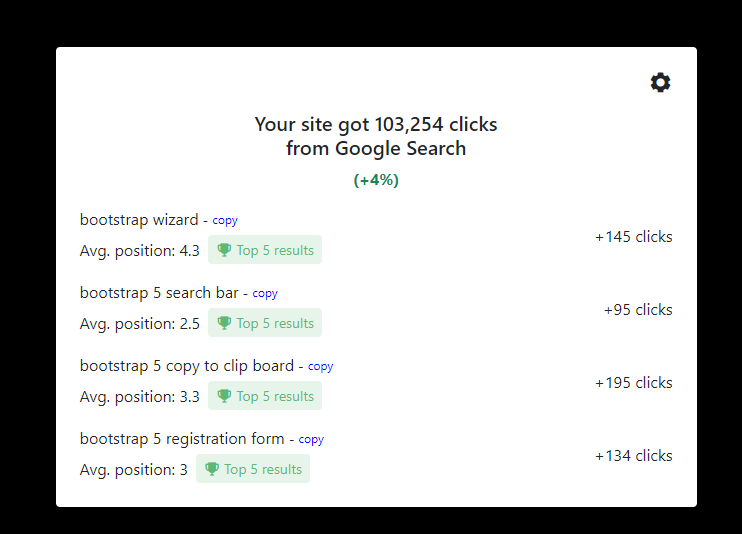 Your site got 103,254 clicks
from Google Search
(+4%)
bootstrap wizard - copy
+145 clicks
Avg. position: 4.3 Top 5 results
bootstrap 5 search bar - copy
+95 clicks
Avg. position: 2.5 Top 5 results
bootstrap 5 copy to clip board - copy
+195 clicks
Avg. position: 3.3 Top 5 results
bootstrap 5 registration form - copy
+134 clicks
Avg. position: 3 Top 5 results